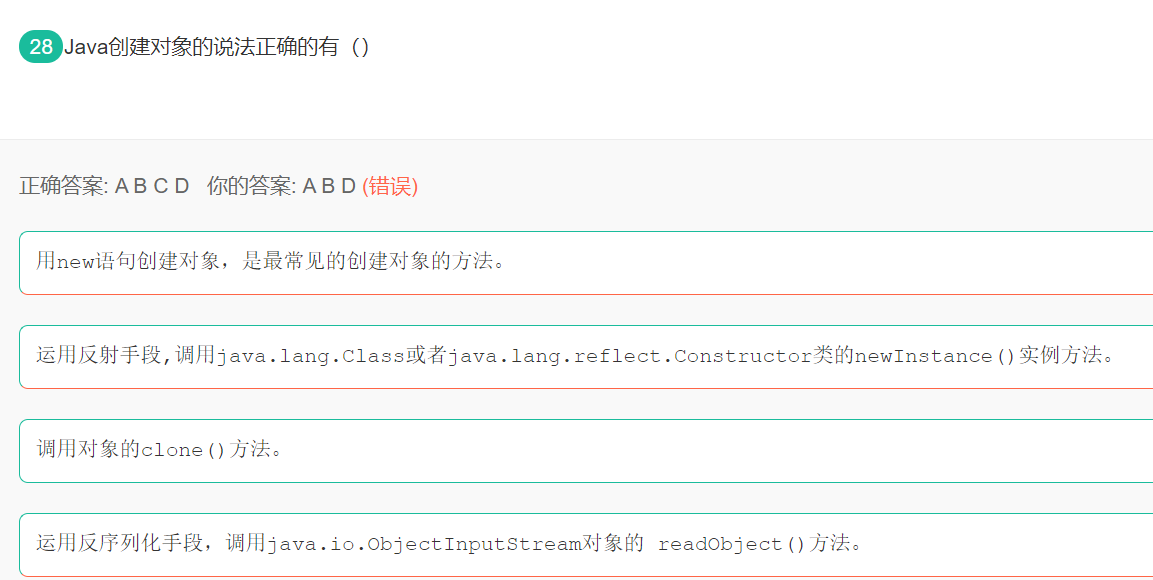 28 Java创建对象的说法正确的有（）
正确答案: A B C D 你的答案: A B D (错误)
用new语句创建对象，是最常见的创建对象的方法。
运用反射手段,调用java.lang.Class或者java.lang.reflect.Constructor类的newInstance()实例方法。
调用对象的clone()方法。
运用反序列化手段，调用java.io.ObjectInputStream对象的 readObject()方法。